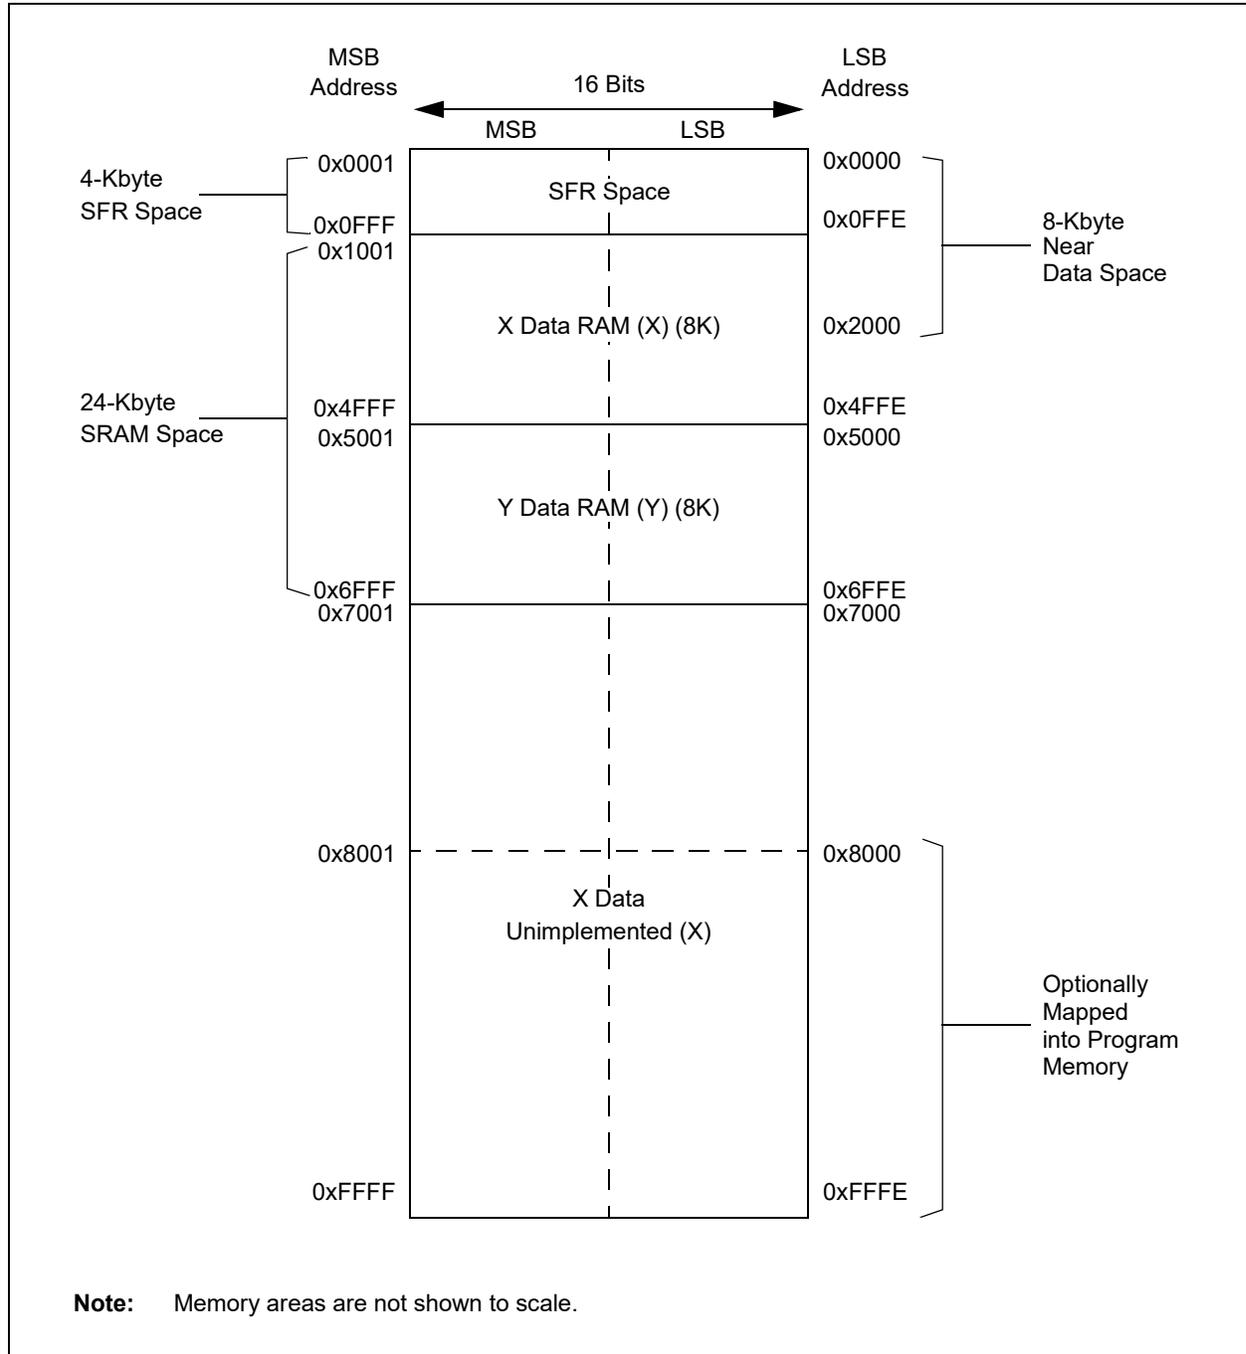 MSB
Address
LSB
Address
16 Bits
MSB
LSB
4-Kbyte
SFR Space
0x0001
SFR Space
0x0000
0x0FFF
0x0FFE
8-Kbyte
Near
Data Space
0x1001
X Data RAM (X) (8K)
0x2000
24-Kbyte
SRAM Space
0x4FFF
0x4FFE
0x5001
0x5000
Y Data RAM (Y) (8K)
0x6FFF
0x6FFE
0x7001
0x7000
0x8001
0x8000
X Data
Unimplemented (X)
Optionally
Mapped
into Program
Memory
0xFFFF
0xFFFE
Note: Memory areas are not shown to scale.